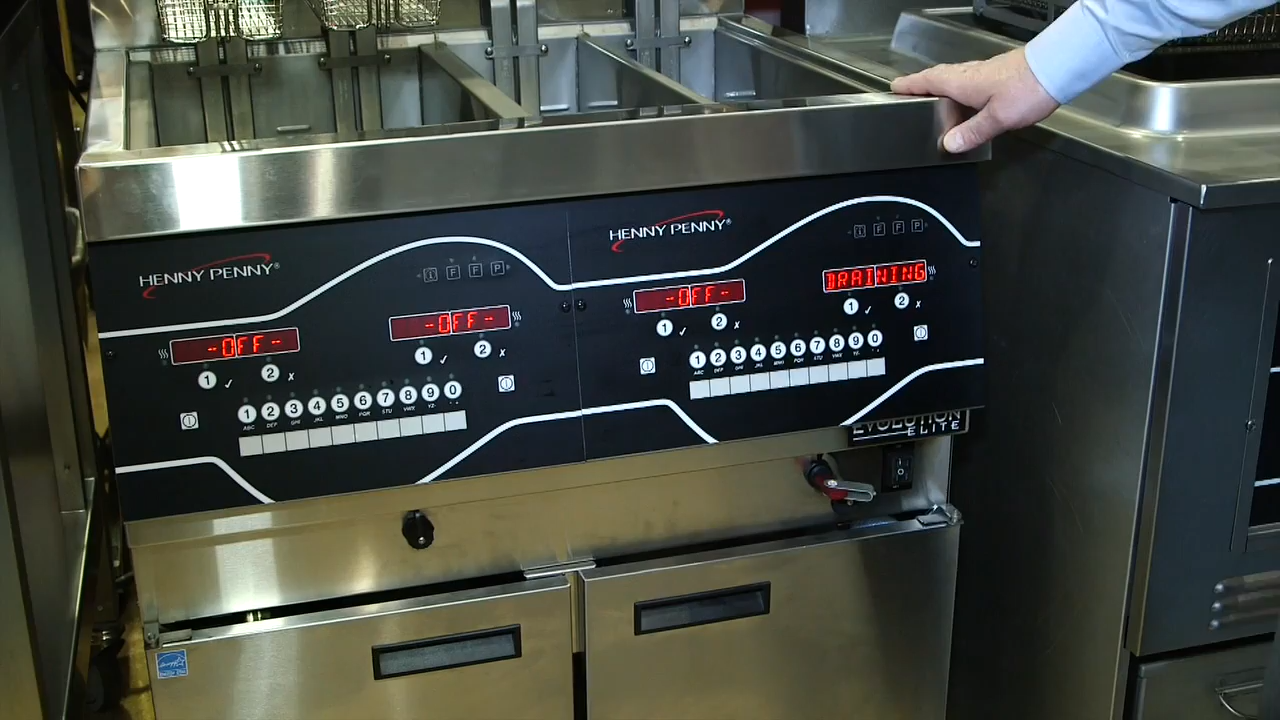 HENNY PENNY®
I F F P
-OFF-
-OFF-
1 ✓
2 X
1 ✓
2 X
1 2 3 4 5 6 7 8 9 0
ABC DEF GHI JKL MNO PQR STU VWX YZ-
HENNY PENNY®
I F F P
-OFF-
DRAINING
1 ✓
2 X
1 ✓
2 X
1 2 3 4 5 6 7 8 9 0
ABC DEF GHI JKL MNO PQR STU VWX YZ-
EVOLUTION
ELITE